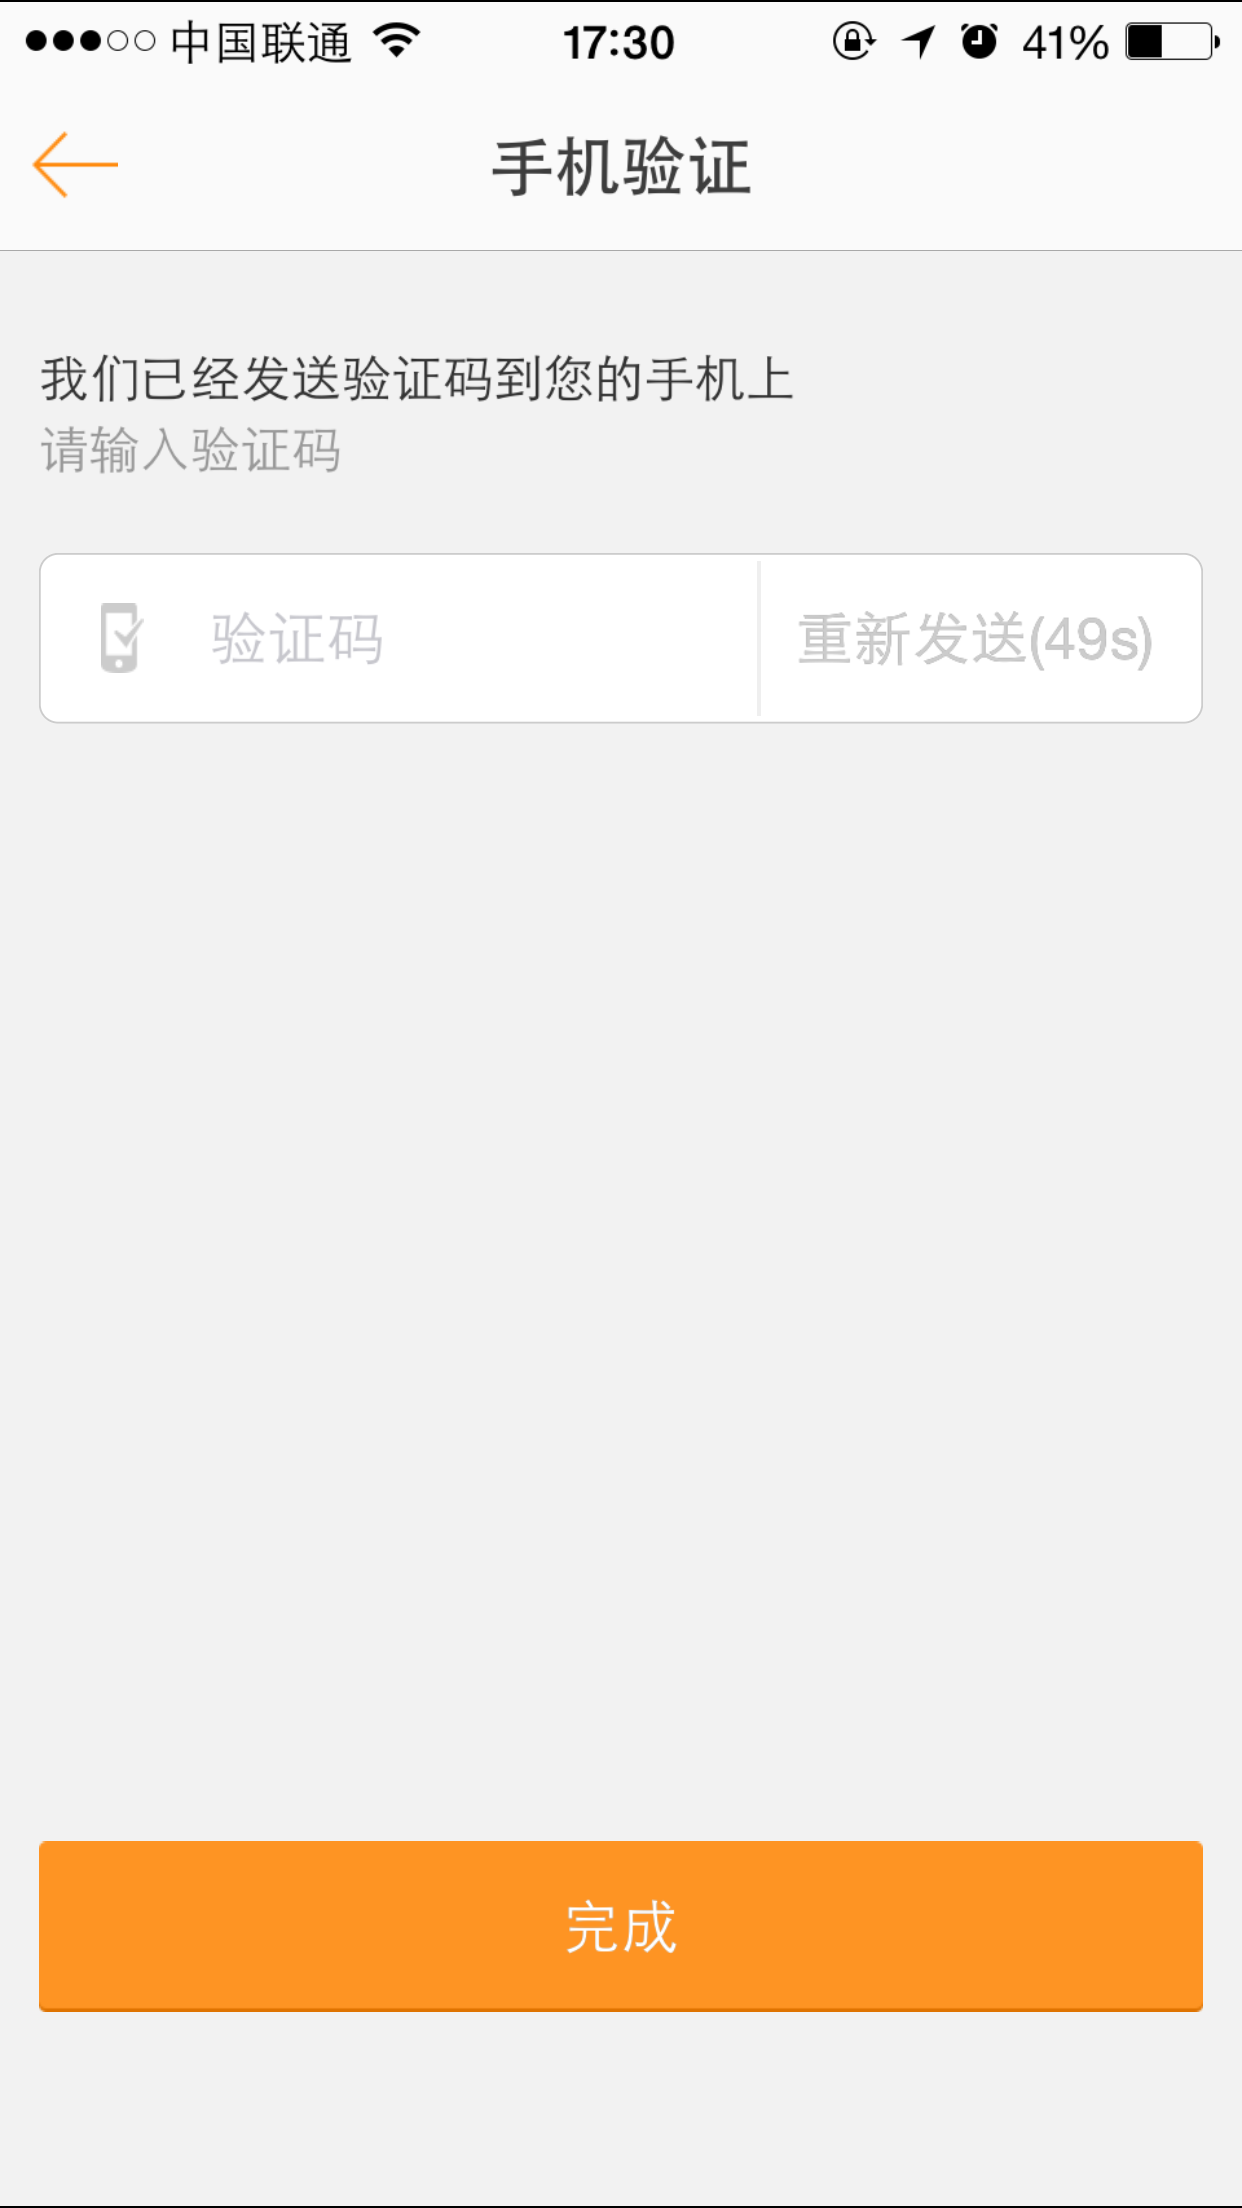 中国联通 17:30 41%
手机验证
我们已经发送验证码到您的手机上
请输入验证码
验证码 重新发送(49s)
完成